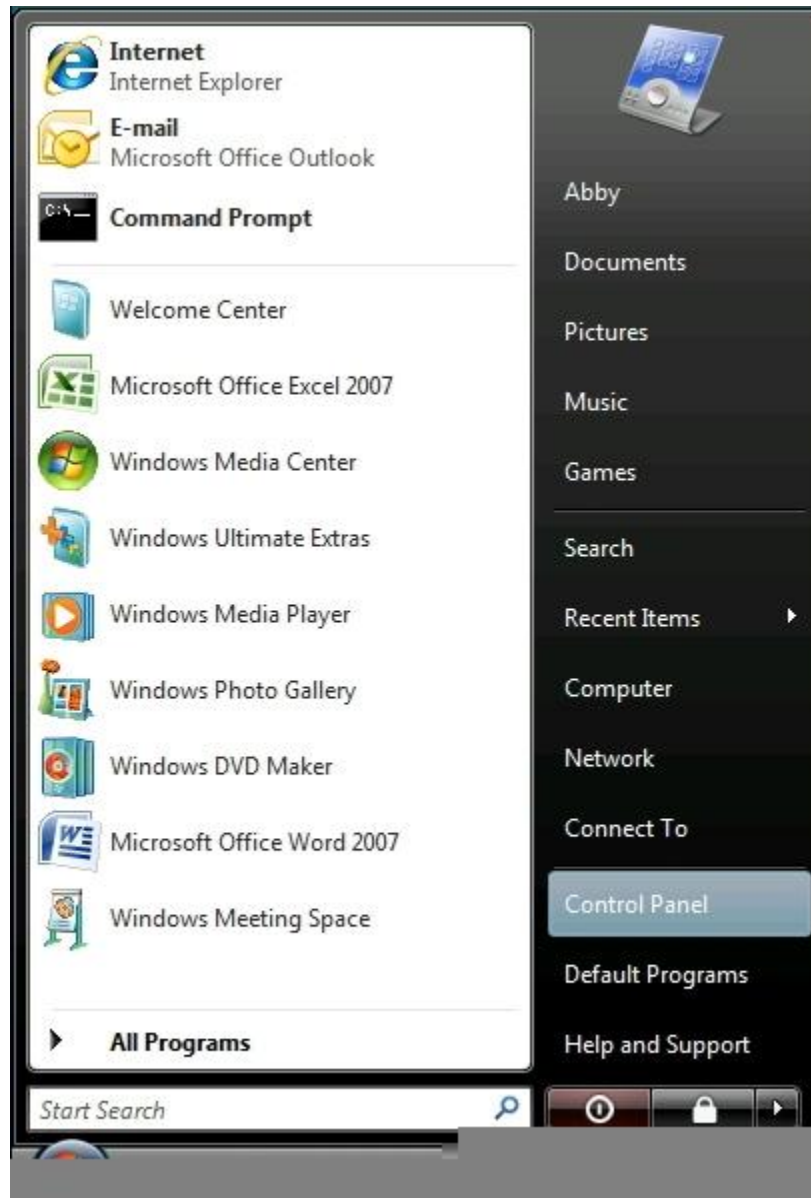 Internet
Internet Explorer
E-mail
Microsoft Office Outlook
C:\_
Command Prompt
Welcome Center
Microsoft Office Excel 2007
Windows Media Center
Windows Ultimate Extras
Windows Media Player
Windows Photo Gallery
Windows DVD Maker
Microsoft Office Word 2007
Windows Meeting Space
All Programs
Start Search
Abby
Documents
Pictures
Music
Games
Search
Recent Items
Computer
Network
Connect To
Control Panel
Default Programs
Help and Support